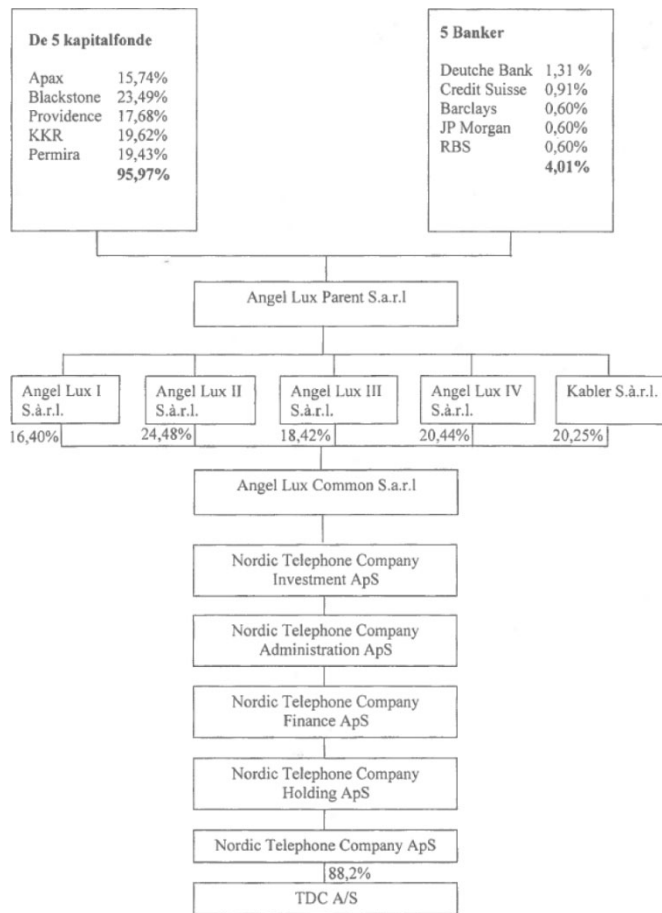 De 5 kapitalfonde
Apax 15,74%
Blackstone 23,49%
Providence 17,68%
KKR 19,62%
Permira 19,43%
95,97%
5 Banker
Deutche Bank 1,31 %
Credit Suisse 0,91%
Barclays 0,60%
JP Morgan 0,60%
RBS 0,60%
4,01%
Angel Lux Parent S.a.r.l
Angel Lux I
S.à.r.l.
Angel Lux II
S.à.r.l.
Angel Lux III
S.à.r.l.
Angel Lux IV
S.à.r.l.
Kabler S.à.r.l.
16,40%
24,48%
18,42%
20,44%
20,25%
Angel Lux Common S.a.r.l
Nordic Telephone Company
Investment ApS
Nordic Telephone Company
Administration ApS
Nordic Telephone Company
Finance ApS
Nordic Telephone Company
Holding ApS
Nordic Telephone Company ApS
88,2%
TDC A/S